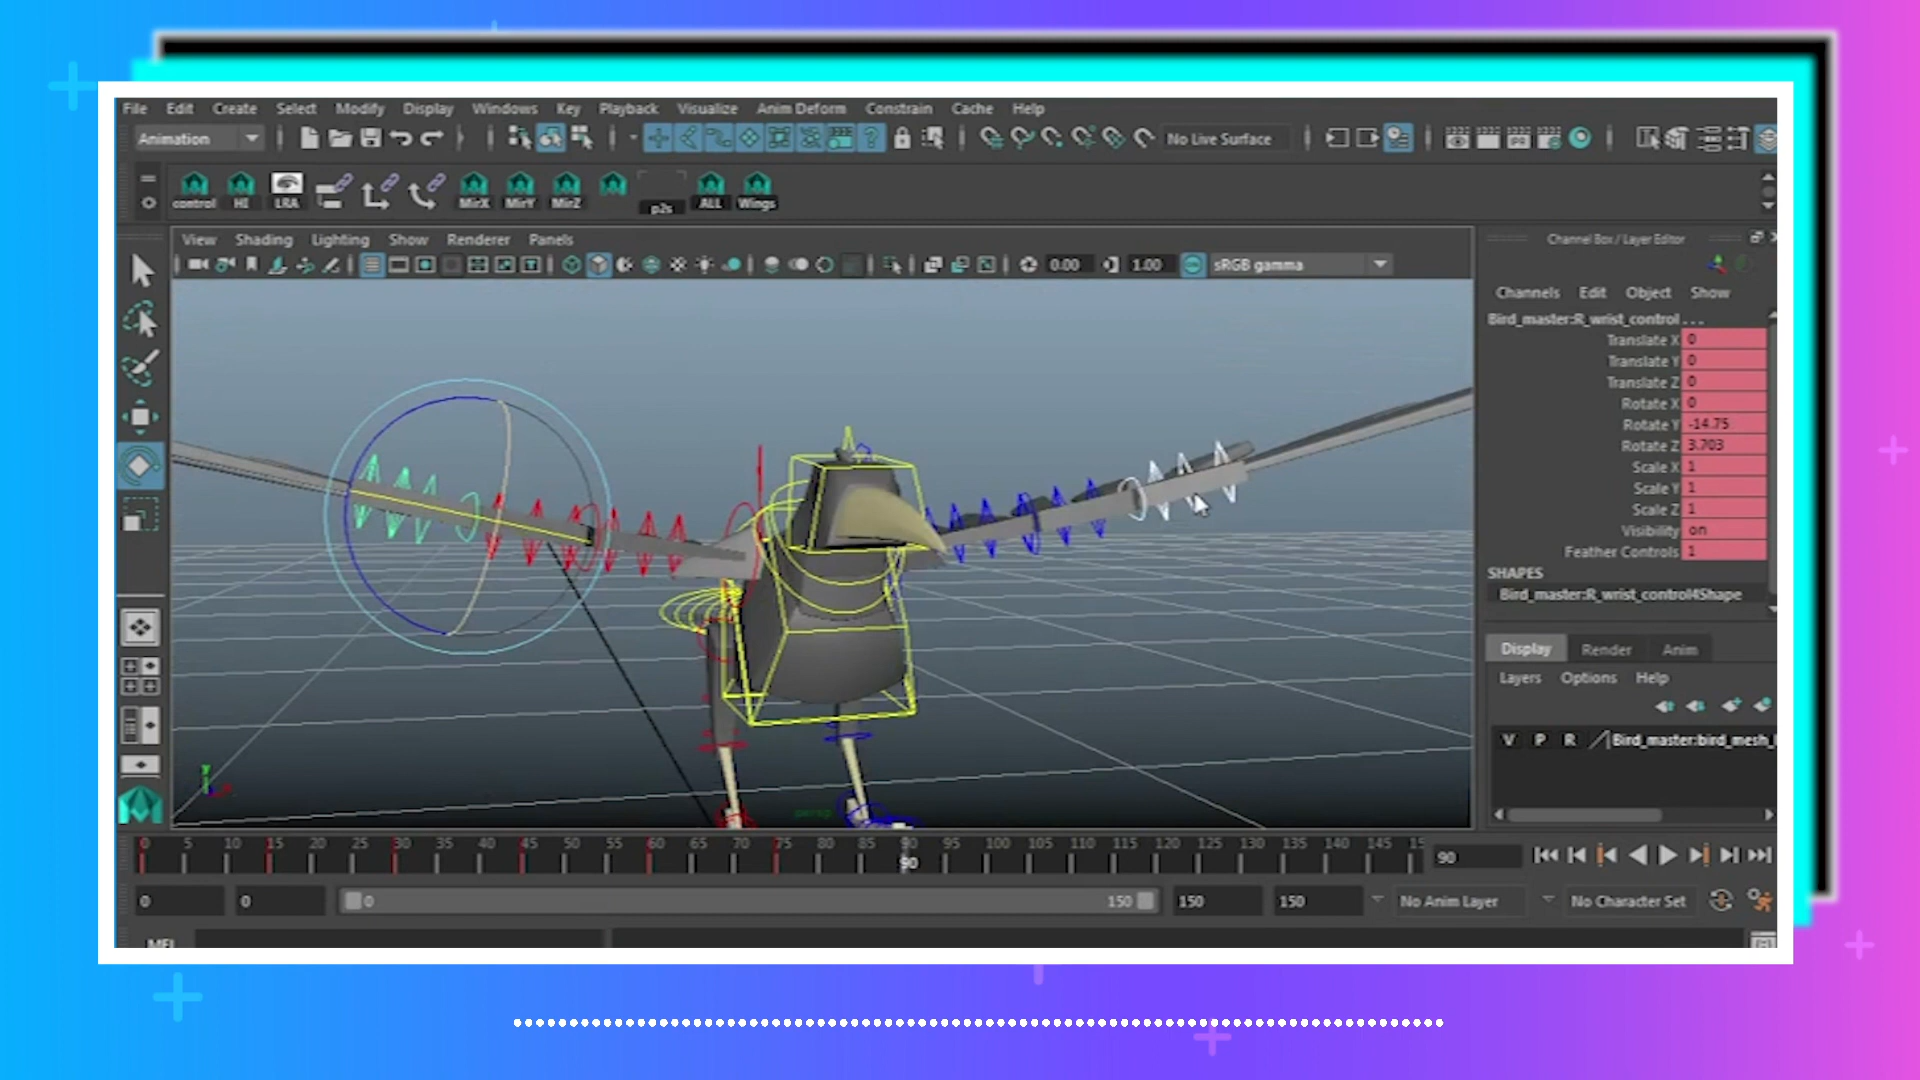 File Edit Create Select Modify Display Windows Key Playback Visualize Anim Deform Constrain Cache Help
Animation No Live Surface
control HI LRA MirX MirY MirZ p2s ALL Wings
View Shading Lighting Show Renderer Panels
0.00 1.00 sRGB gamma
Channel Box / Layer Editor
Channels Edit Object Show
Bird_master:R_wrist_control . . .
Translate X 0
Translate Y 0
Translate Z 0
Rotate X 0
Rotate Y -14.75
Rotate Z 3.703
Scale X 1
Scale Y 1
Scale Z 1
Visibility on
Feather Controls 1
SHAPES
Bird_master:R_wrist_control4Shape
Display Render Anim
Layers Options Help
V P R Bird_master:bird_mesh_
persp
0 5 10 15 20 25 30 35 40 45 50 55 60 65 70 75 80 85 90 95 100 105 110 115 120 125 130 135 140 145 15
90 90
0 0 0 150 150 150 No Anim Layer No Character Set
MEL